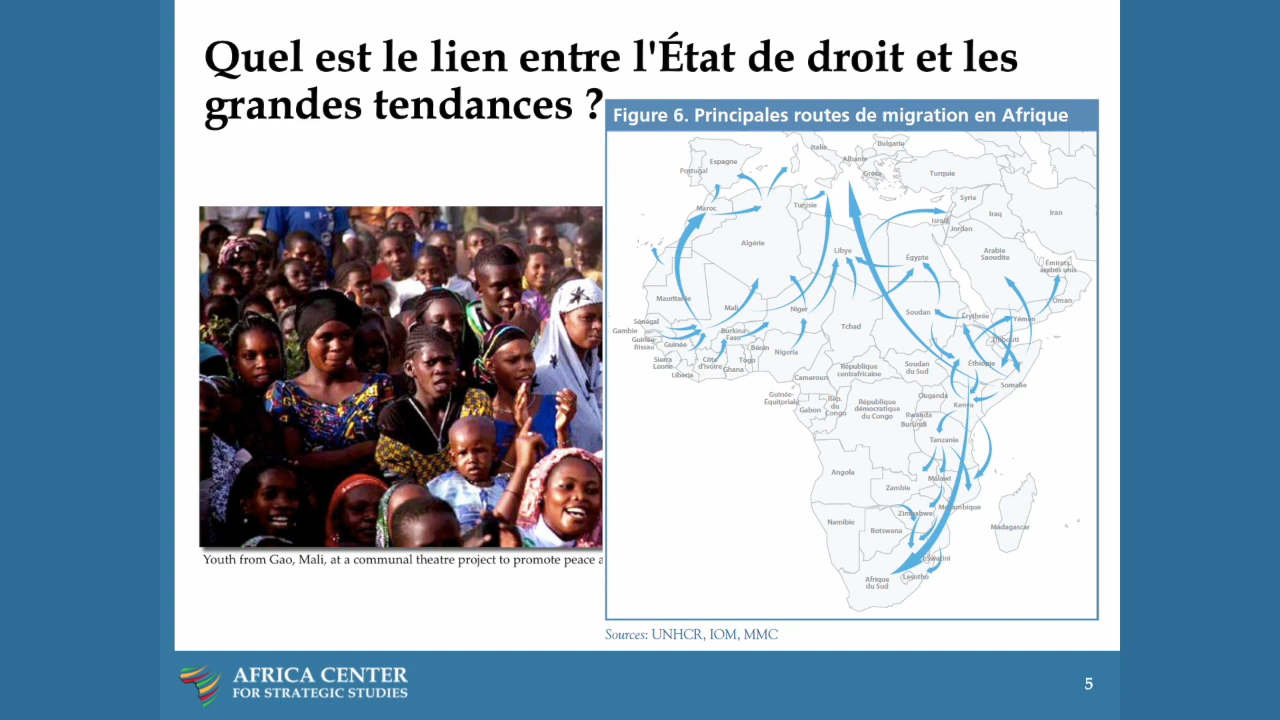 Quel est le lien entre l'État de droit et les
grandes tendances ?
Figure 6. Principales routes de migration en Afrique
Italie
Bulgarie
Espagne
Albanie
Portugal
Grèce
Turquie
Syrie
Maroc
Tunisie
Iraq
Iran
Israël
Jordan
Algérie
Libye
Égypte
Arabie
Saoudite
Émirats
arabes unis
Mauritanie
Mali
Niger
Oman
Soudan
Érythrée
Yémen
Sénégal
Gambie
Tchad
Burkina
Faso
Guinée-
Bissau
Guinée
Djibouti
Bénin
Nigeria
Sierra
Leone
Côte
d'Ivoire
Togo
Ghana
Liberia
République
centrafricaine
Soudan
du Sud
Éthiopie
Cameroun
Somalie
Guinée-
Équitoriale
Rép.
du
Congo
Gabon
République
démocratique
du Congo
Ouganda
Kenya
Rwanda
Burundi
Tanzanie
Angola
Malawi
Zambie
Mozambique
Zimbabwe
Namibie
Botswana
Madagascar
eSwatini
Afrique
du Sud
Lesotho
Youth from Gao, Mali, at a communal theatre project to promote peace a
Sources: UNHCR, IOM, MMC
AFRICA CENTER
FOR STRATEGIC STUDIES
5